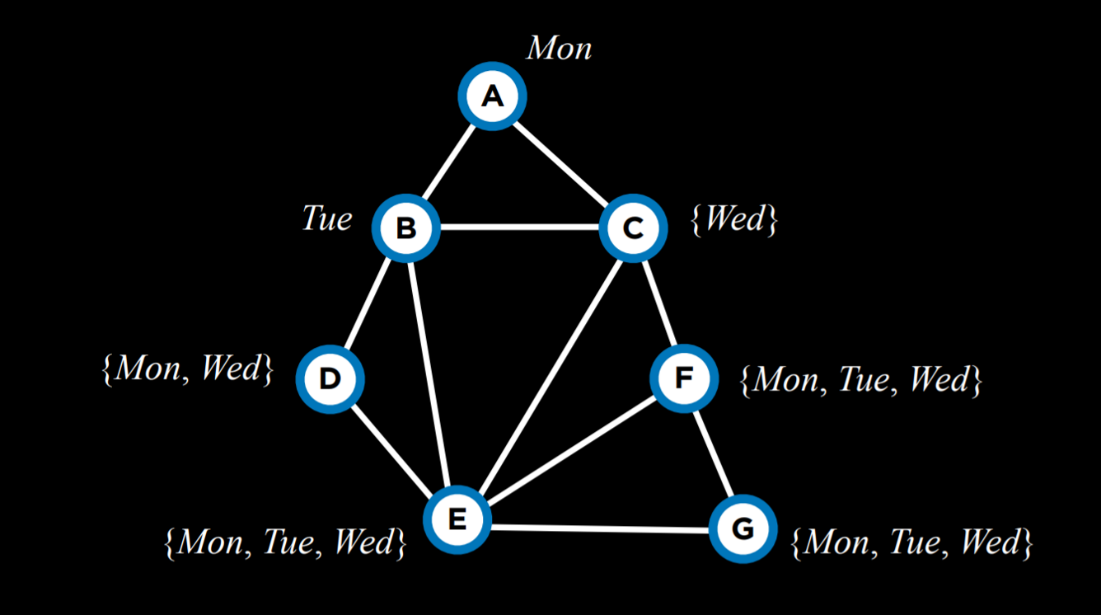 Mon
A
Tue
B
C
{Wed}
{Mon, Wed}
D
F
{Mon, Tue, Wed}
{Mon, Tue, Wed}
E
G
{Mon, Tue, Wed}